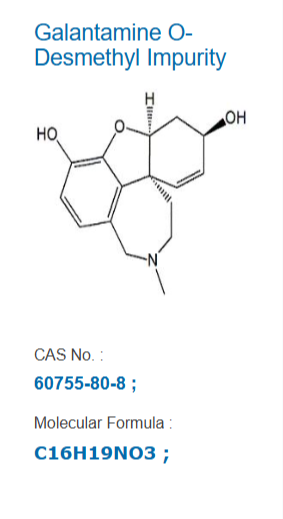 Galantamine O-
Desmethyl Impurity
H
OH
HO
O
N
CAS No. :
60755-80-8 ;
Molecular Formula :
C16H19NO3 ;